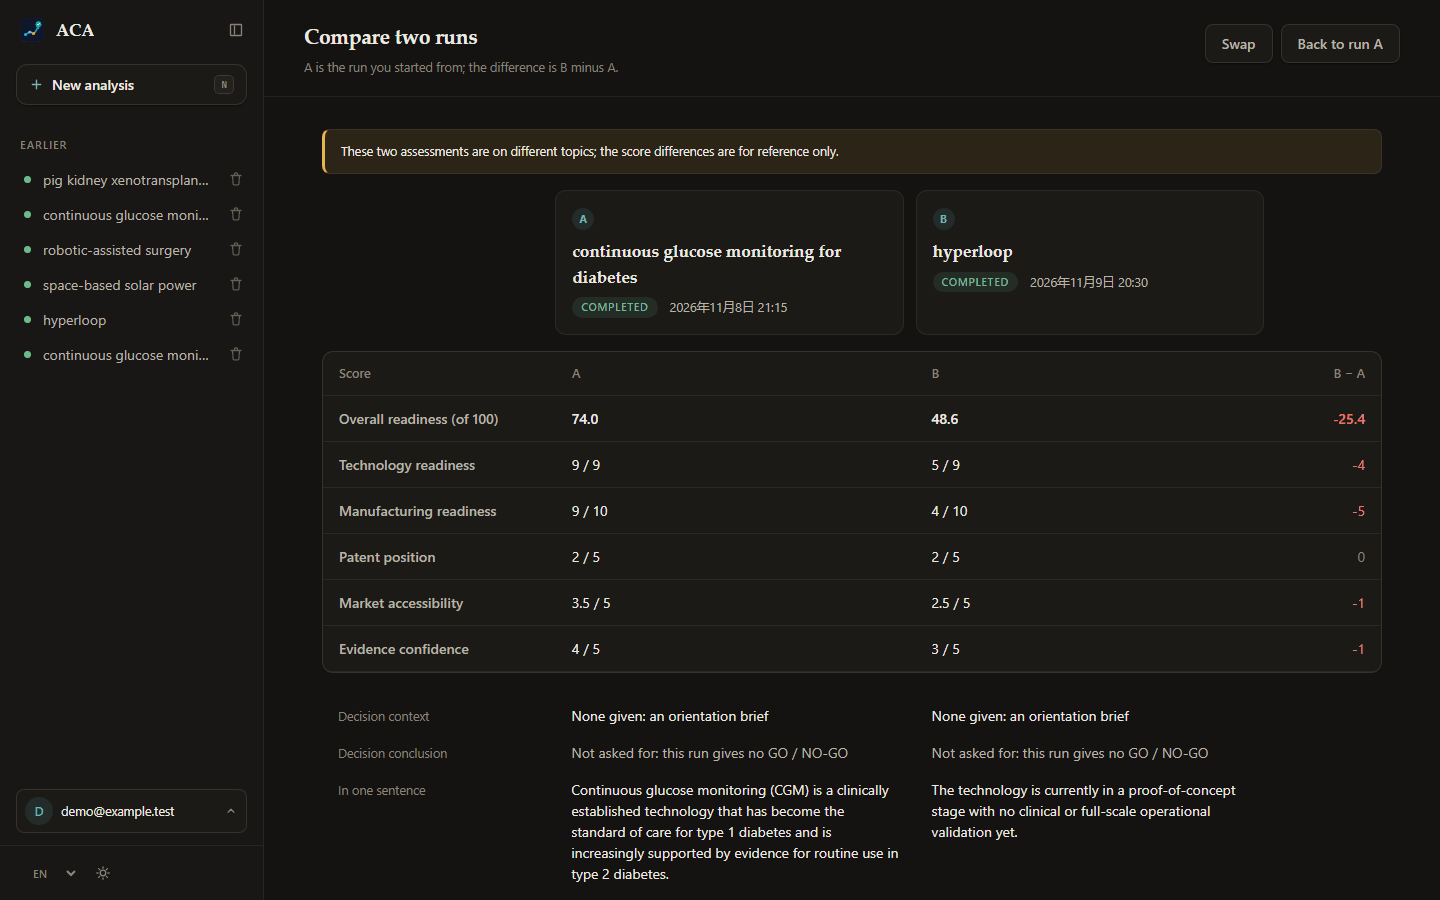 ACA
New analysis
N
EARLIER
pig kidney xenotransplan...
continuous glucose moni...
robotic-assisted surgery
space-based solar power
hyperloop
continuous glucose moni...
D
demo@example.test
EN
Compare two runs
A is the run you started from; the difference is B minus A.
Swap
Back to run A
These two assessments are on different topics; the score differences are for reference only.
A
continuous glucose monitoring for
diabetes
COMPLETED 2026年11月8日 21:15
B
hyperloop
COMPLETED 2026年11月9日 20:30
Score A B B − A
Overall readiness (of 100) 74.0 48.6 -25.4
Technology readiness 9 / 9 5 / 9 -4
Manufacturing readiness 9 / 10 4 / 10 -5
Patent position 2 / 5 2 / 5 0
Market accessibility 3.5 / 5 2.5 / 5 -1
Evidence confidence 4 / 5 3 / 5 -1
Decision context
None given: an orientation brief
None given: an orientation brief
Decision conclusion
Not asked for: this run gives no GO / NO-GO
Not asked for: this run gives no GO / NO-GO
In one sentence
Continuous glucose monitoring (CGM) is a clinically
established technology that has become the
standard of care for type 1 diabetes and is
increasingly supported by evidence for routine use in
type 2 diabetes.
The technology is currently in a proof-of-concept
stage with no clinical or full-scale operational
validation yet.